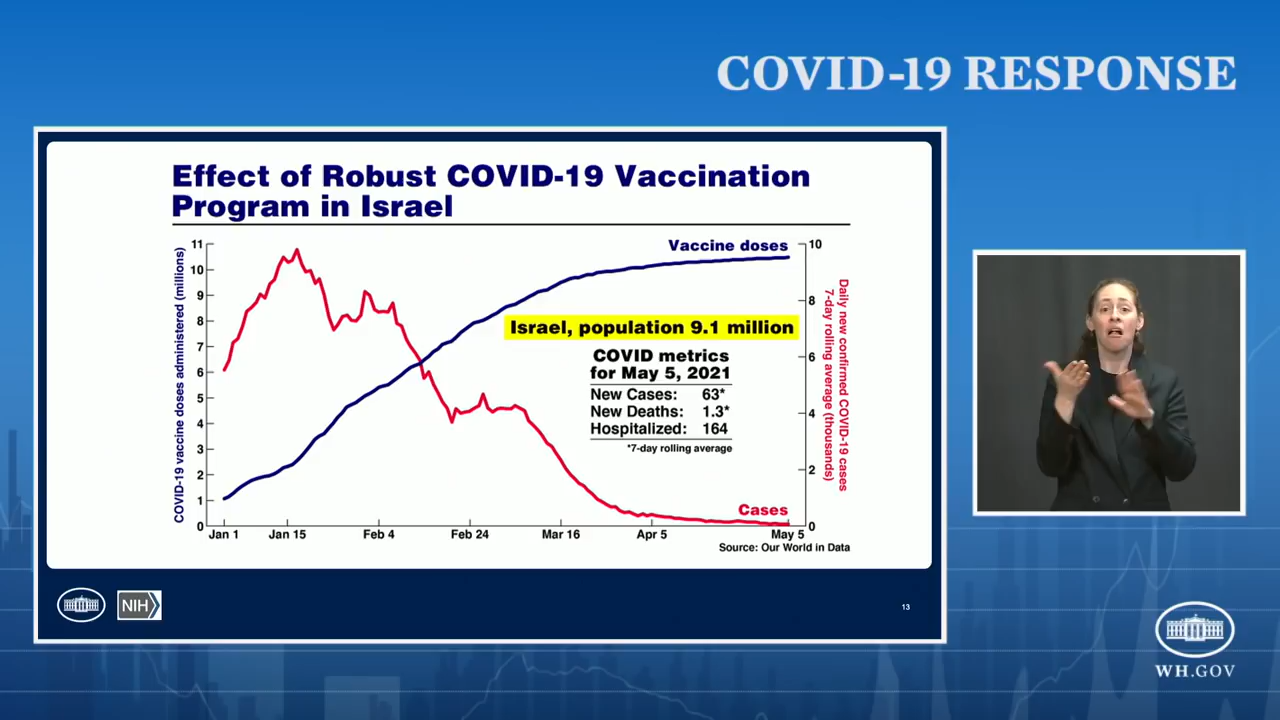 COVID-19 RESPONSE
Effect of Robust COVID-19 Vaccination
Program in Israel
COVID-19 vaccine doses administered (millions)
11
10
9
8
7
6
5
4
3
2
1
0
Vaccine doses
Israel, population 9.1 million
COVID metrics
for May 5, 2021
New Cases: 63*
New Deaths: 1.3*
Hospitalized: 164
*7-day rolling average
Cases
10
8
6
4
2
0
Daily new confirmed COVID-19 cases
7-day rolling average (thousands)
Jan 1 Jan 15 Feb 4 Feb 24 Mar 16 Apr 5 May 5
Source: Our World in Data
NIH
13
WH.GOV